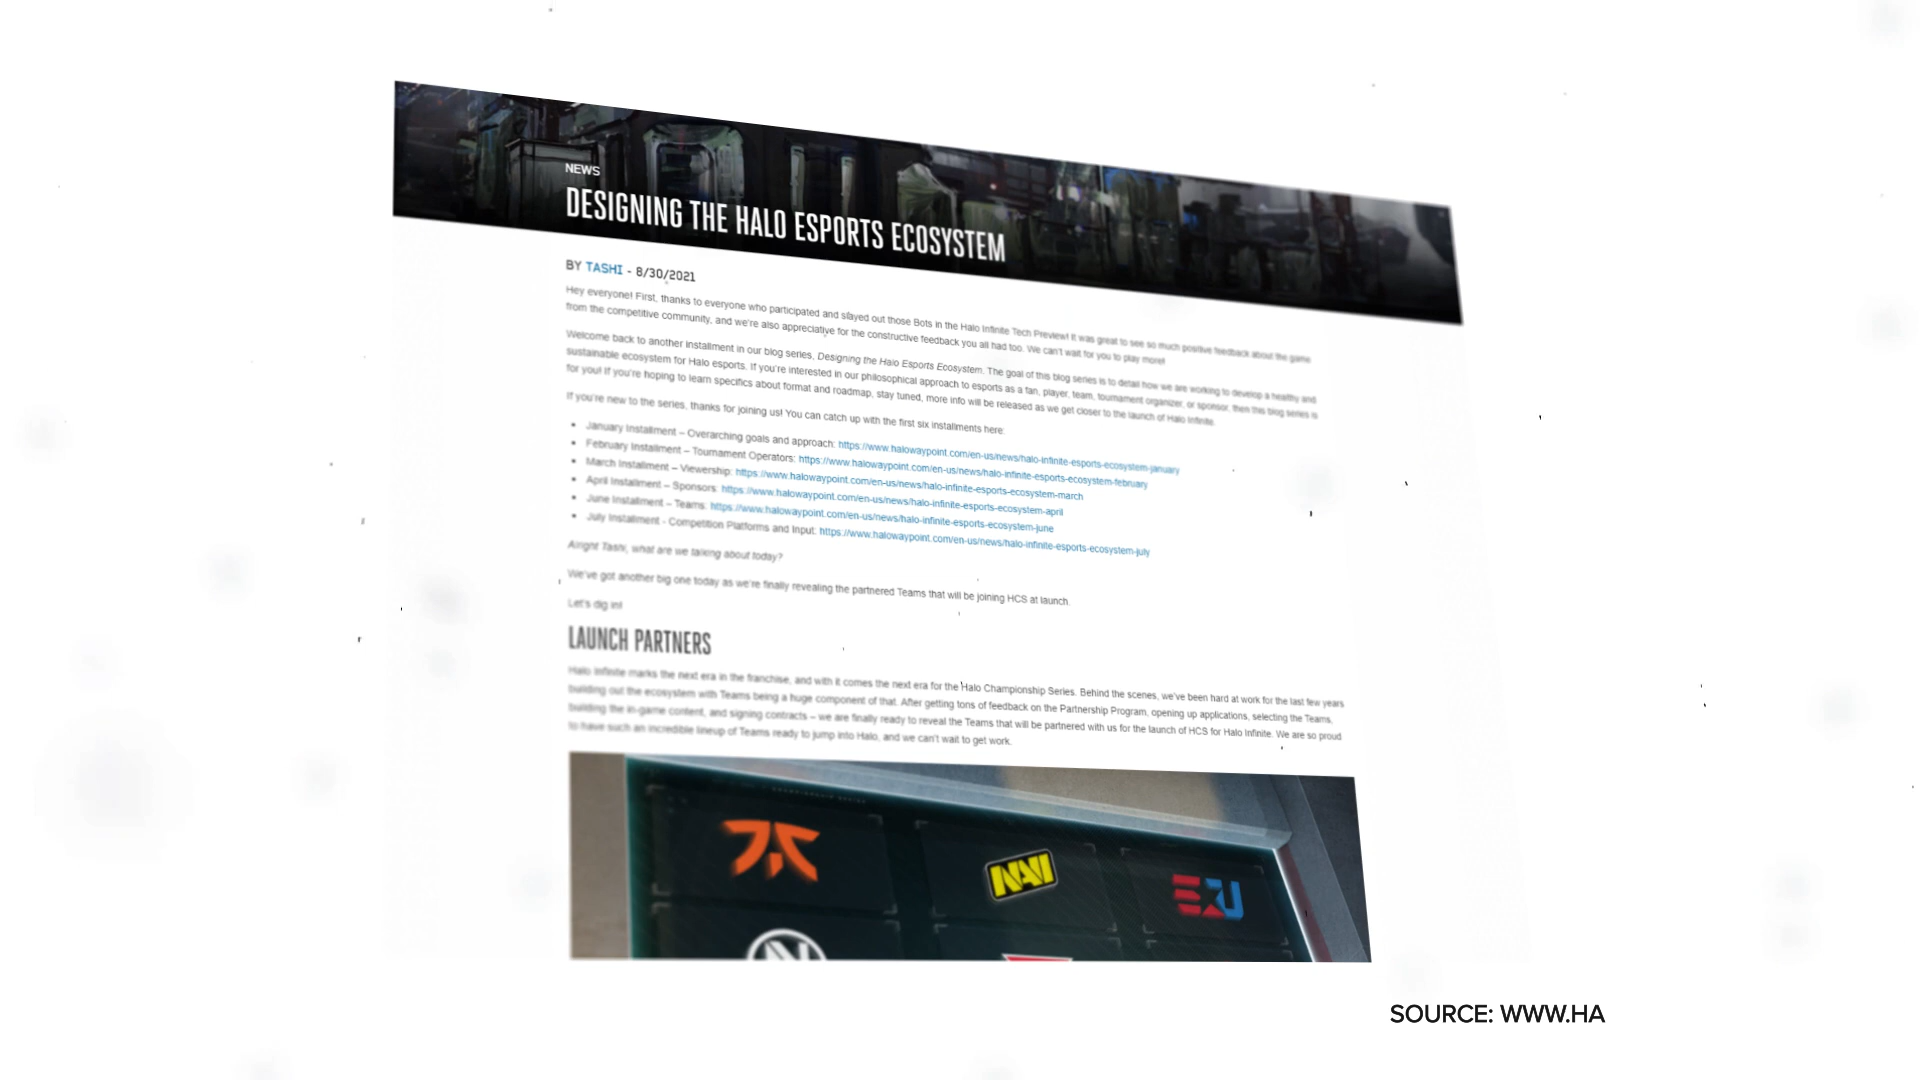 NEWS
DESIGNING THE HALO ESPORTS ECOSYSTEM
BY TASHI - 8/30/2021
Hey everyone! First, thanks to everyone who participated and slayed out those Bots in the Halo Infinite Tech Preview! It was great to see so much positive feedback about the game
from the competitive community, and we're also appreciative for the constructive feedback you all had too. We can't wait for you to play more!
Welcome back to another installment in our blog series, Designing the Halo Esports Ecosystem. The goal of this blog series is to detail how we are working to develop a healthy and
sustainable ecosystem for Halo esports. If you're interested in our philosophical approach to esports as a fan, player, team, tournament organizer, or sponsor, then this blog series is
for you! If you're hoping to learn specifics about format and roadmap, stay tuned, more info will be released as we get closer to the launch of Halo Infinite.
If you're new to the series, thanks for joining us! You can catch up with the first six installments here:
• January Installment – Overarching goals and approach: https://www.halowaypoint.com/en-us/news/halo-infinite-esports-ecosystem-january
• February Installment – Tournament Operators: https://www.halowaypoint.com/en-us/news/halo-infinite-esports-ecosystem-february
• March Installment – Viewership: https://www.halowaypoint.com/en-us/news/halo-infinite-esports-ecosystem-march
• April Installment – Sponsors: https://www.halowaypoint.com/en-us/news/halo-infinite-esports-ecosystem-april
• June Installment – Teams: https://www.halowaypoint.com/en-us/news/halo-infinite-esports-ecosystem-june
• July Installment - Competition Platforms and Input: https://www.halowaypoint.com/en-us/news/halo-infinite-esports-ecosystem-july
Alright Tashi, what are we talking about today?
We've got another big one today as we're finally revealing the partnered Teams that will be joining HCS at launch.
Let's dig in!
LAUNCH PARTNERS
Halo Infinite marks the next era in the franchise, and with it comes the next era for the Halo Championship Series. Behind the scenes, we've been hard at work for the last few years
building out the ecosystem with Teams being a huge component of that. After getting tons of feedback on the Partnership Program, opening up applications, selecting the Teams,
building the in-game content, and signing contracts – we are finally ready to reveal the Teams that will be partnered with us for the launch of HCS for Halo Infinite. We are so proud
to have such an incredible lineup of Teams ready to jump into Halo, and we can't wait to get work.
CHAMPIONSHIP SERIES
NAVI
SOURCE: WWW.HA